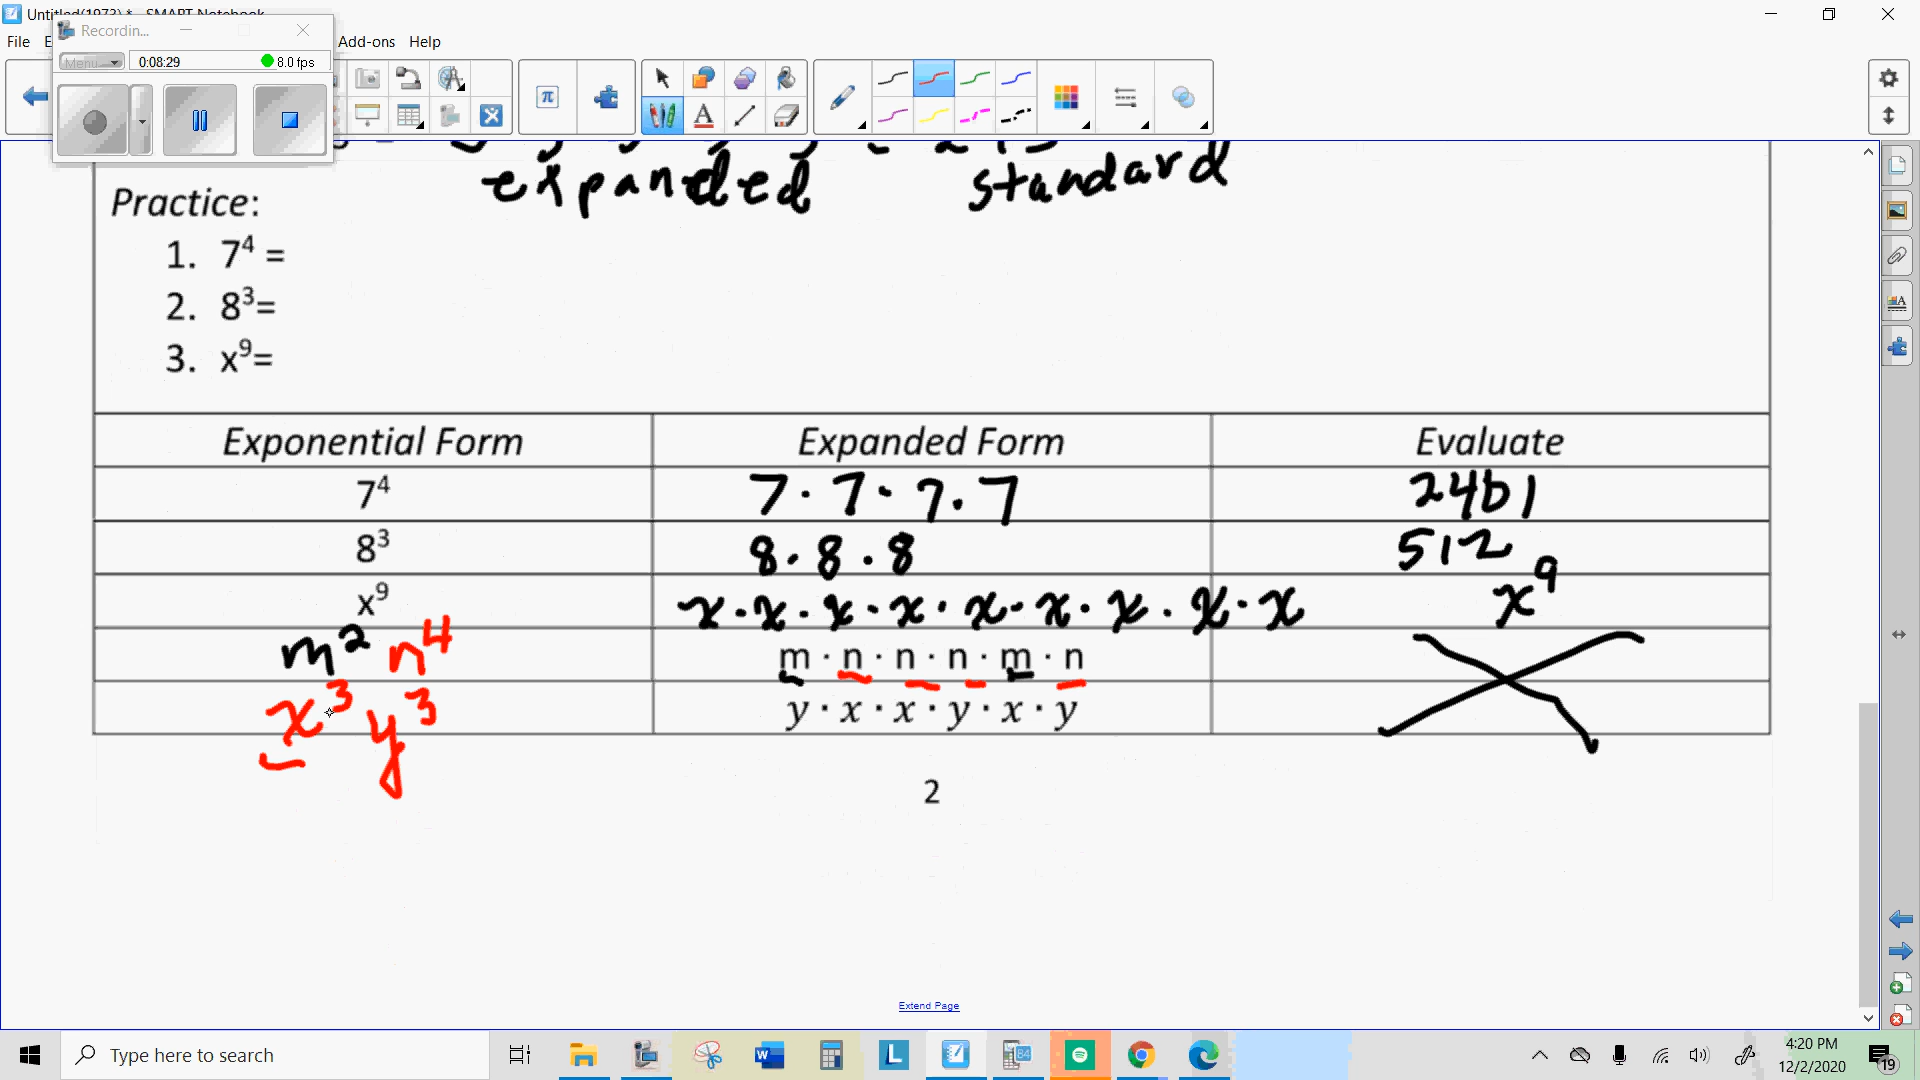 Untitled(1973) * - SMART Notebook
Recordin...
File
Add-ons Help
Menu
0:08:29
8.0 fps
π
A
expanded standard
Practice:
1. 7⁴ =
2. 8³=
3. x⁹=
Exponential Form Expanded Form Evaluate
7⁴ 7 · 7 · 7 · 7 2401
8³ 8 · 8 · 8 512
x⁹ x · x · x · x · x · x · x · x · x x⁹
m² n⁴ m · n · n · n · m · n
x³ y³ y · x · x · y · x · y
2
Extend Page
Type here to search
W
L
84
4:20 PM
12/2/2020
19